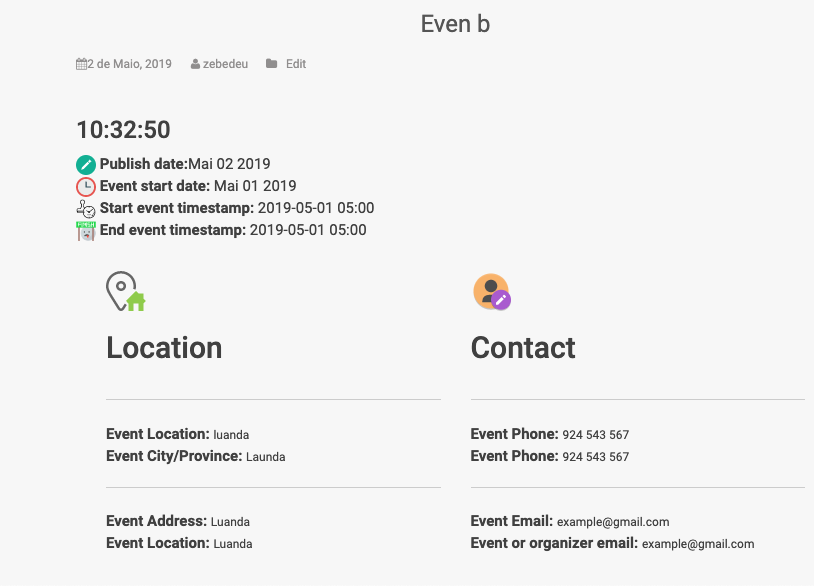 Even b
2 de Maio, 2019 zebedeu Edit
10:32:50
Publish date:Mai 02 2019
Event start date: Mai 01 2019
Start event timestamp: 2019-05-01 05:00
End event timestamp: 2019-05-01 05:00
Location
Event Location: luanda
Event City/Province: Launda
Event Address: Luanda
Event Location: Luanda
Contact
Event Phone: 924 543 567
Event Phone: 924 543 567
Event Email: example@gmail.com
Event or organizer email: example@gmail.com